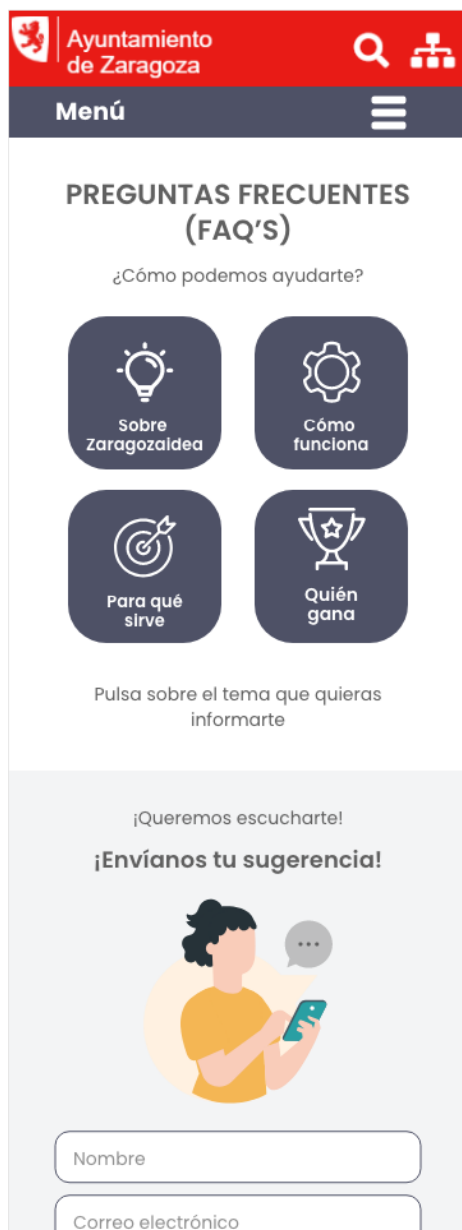 Ayuntamiento
de Zaragoza
Menú
PREGUNTAS FRECUENTES
(FAQ’S)
¿Cómo podemos ayudarte?
Sobre
Zaragozaidea
Cómo
funciona
Para qué
sirve
Quién
gana
Pulsa sobre el tema que quieras
informarte
¡Queremos escucharte!
¡Envíanos tu sugerencia!
Nombre
Correo electrónico